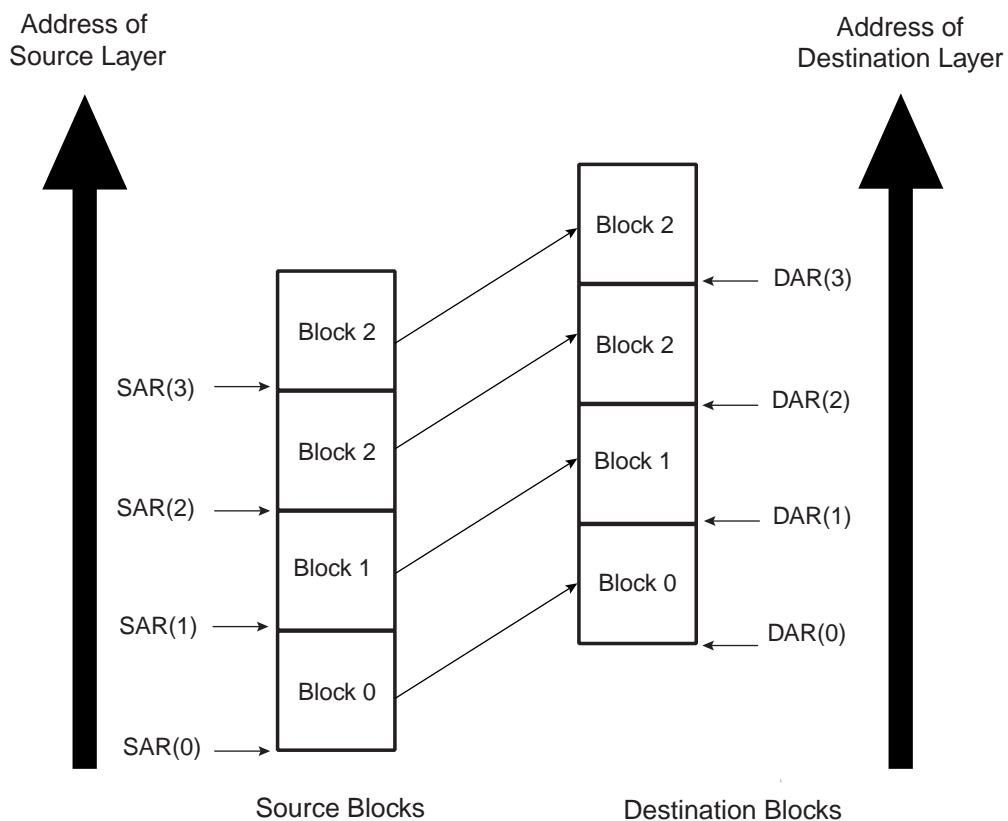 Address of
Source Layer
Address of
Destination Layer
Block 2
Block 2
Block 1
Block 0
SAR(3)
SAR(2)
SAR(1)
SAR(0)
Block 2
Block 2
Block 1
Block 0
DAR(3)
DAR(2)
DAR(1)
DAR(0)
Source Blocks
Destination Blocks